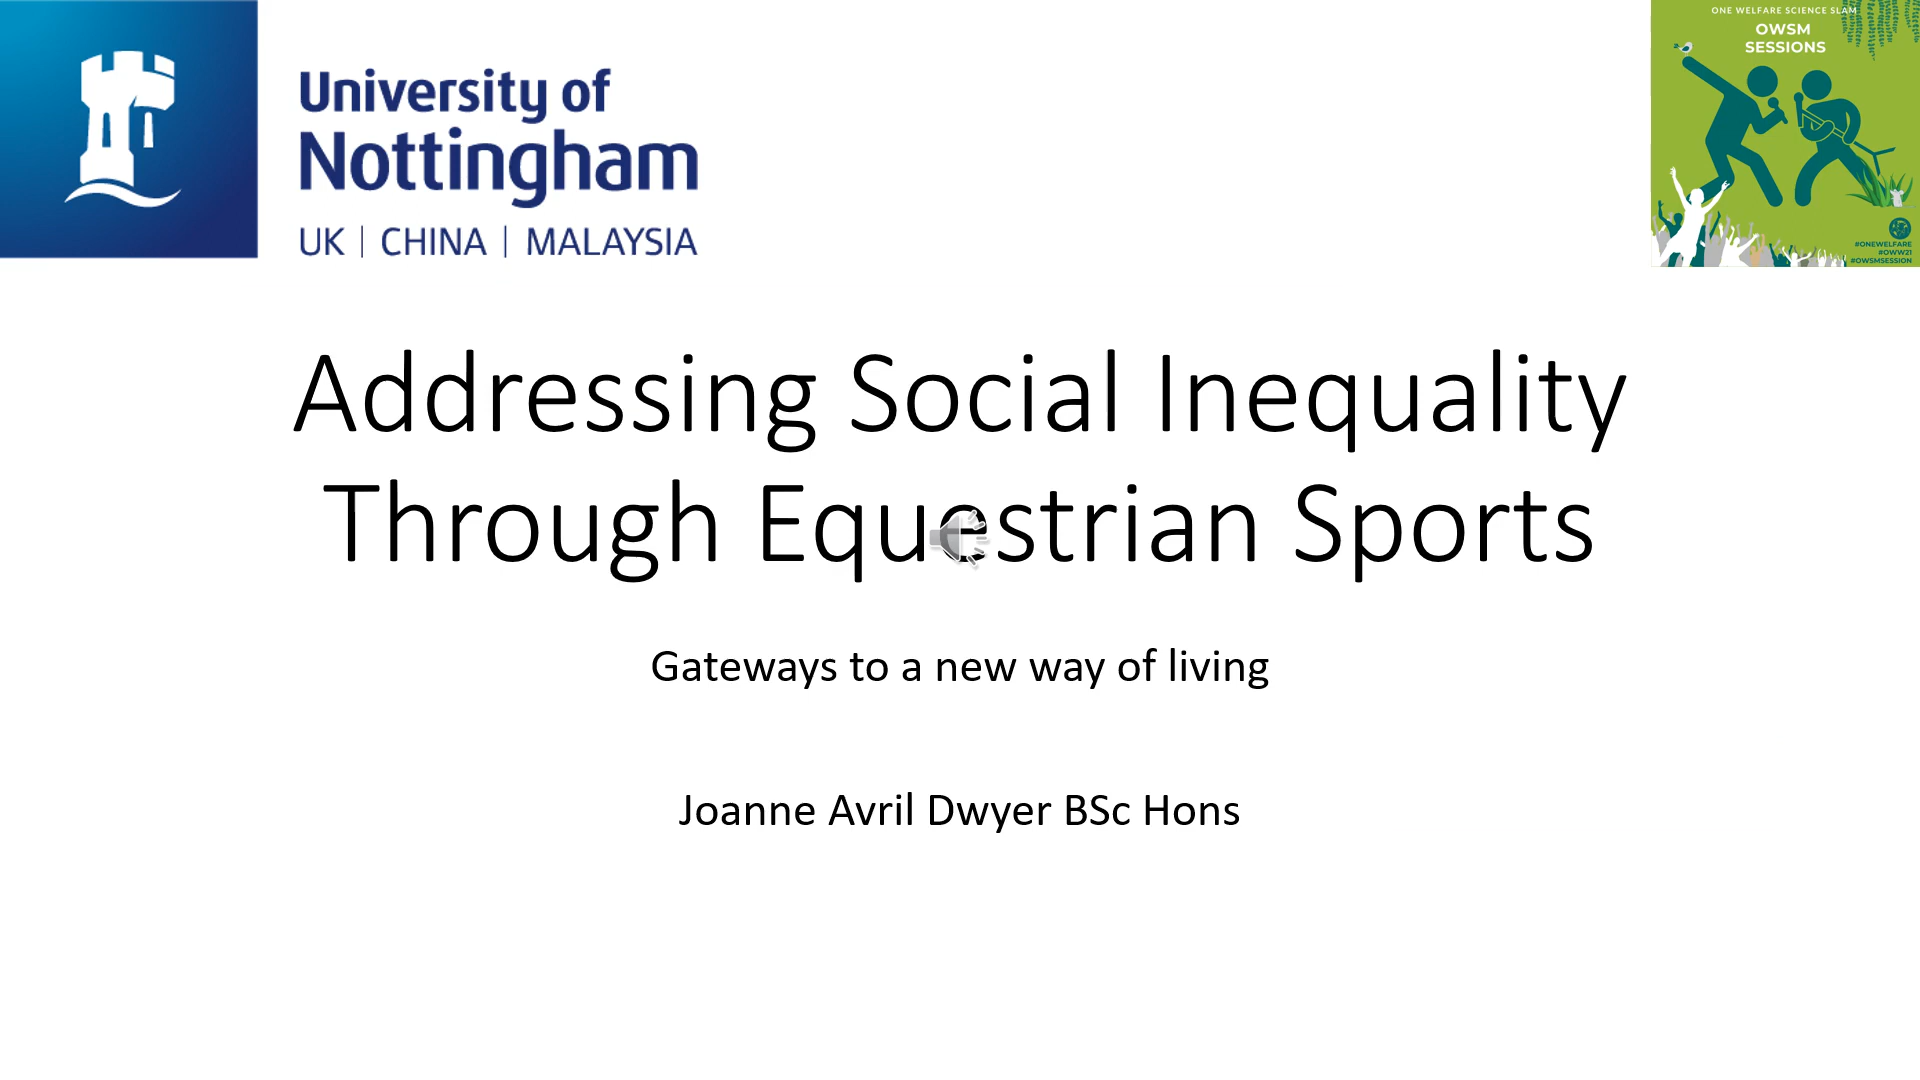 University of
Nottingham
UK | CHINA | MALAYSIA
ONE WELFARE SCIENCE SLAM
OWSM
SESSIONS
#ONEWELFARE
#OWW21
#OWSMSESSION
Addressing Social Inequality
Through Equestrian Sports
Gateways to a new way of living
Joanne Avril Dwyer BSc Hons